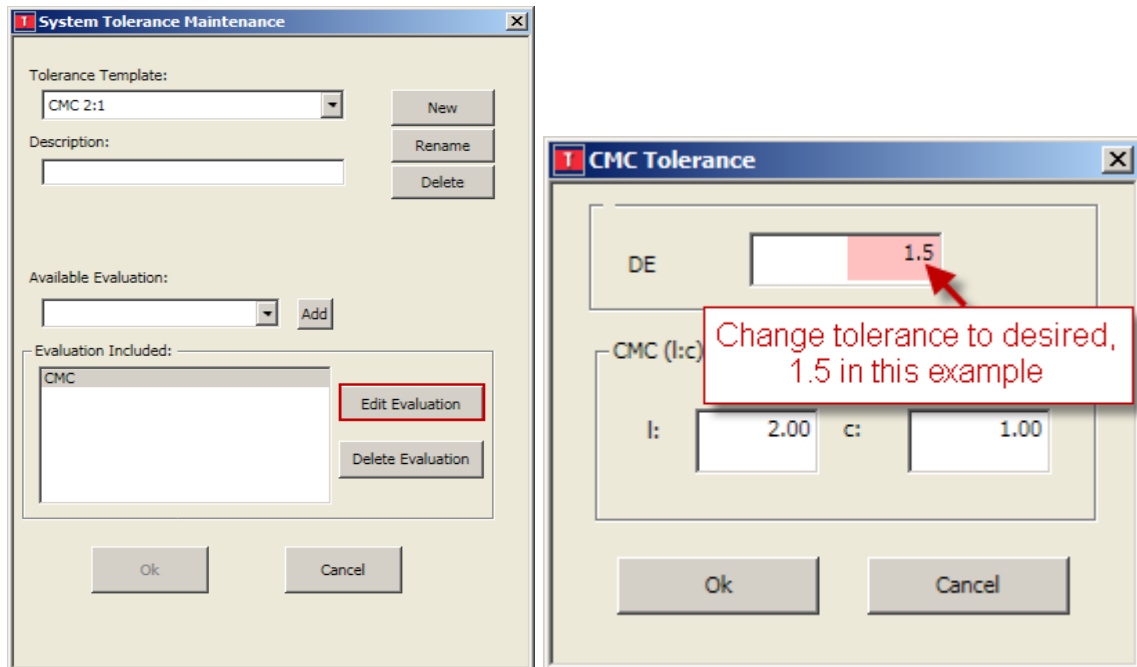 T System Tolerance Maintenance
Tolerance Template:
CMC 2:1
New
Description:
Rename
Delete
Available Evaluation:
Add
Evaluation Included:
CMC
Edit Evaluation
Delete Evaluation
Ok
Cancel
T CMC Tolerance
DE
1.5
Change tolerance to desired,
1.5 in this example
CMC (l:c)
l:
2.00
c:
1.00
Ok
Cancel